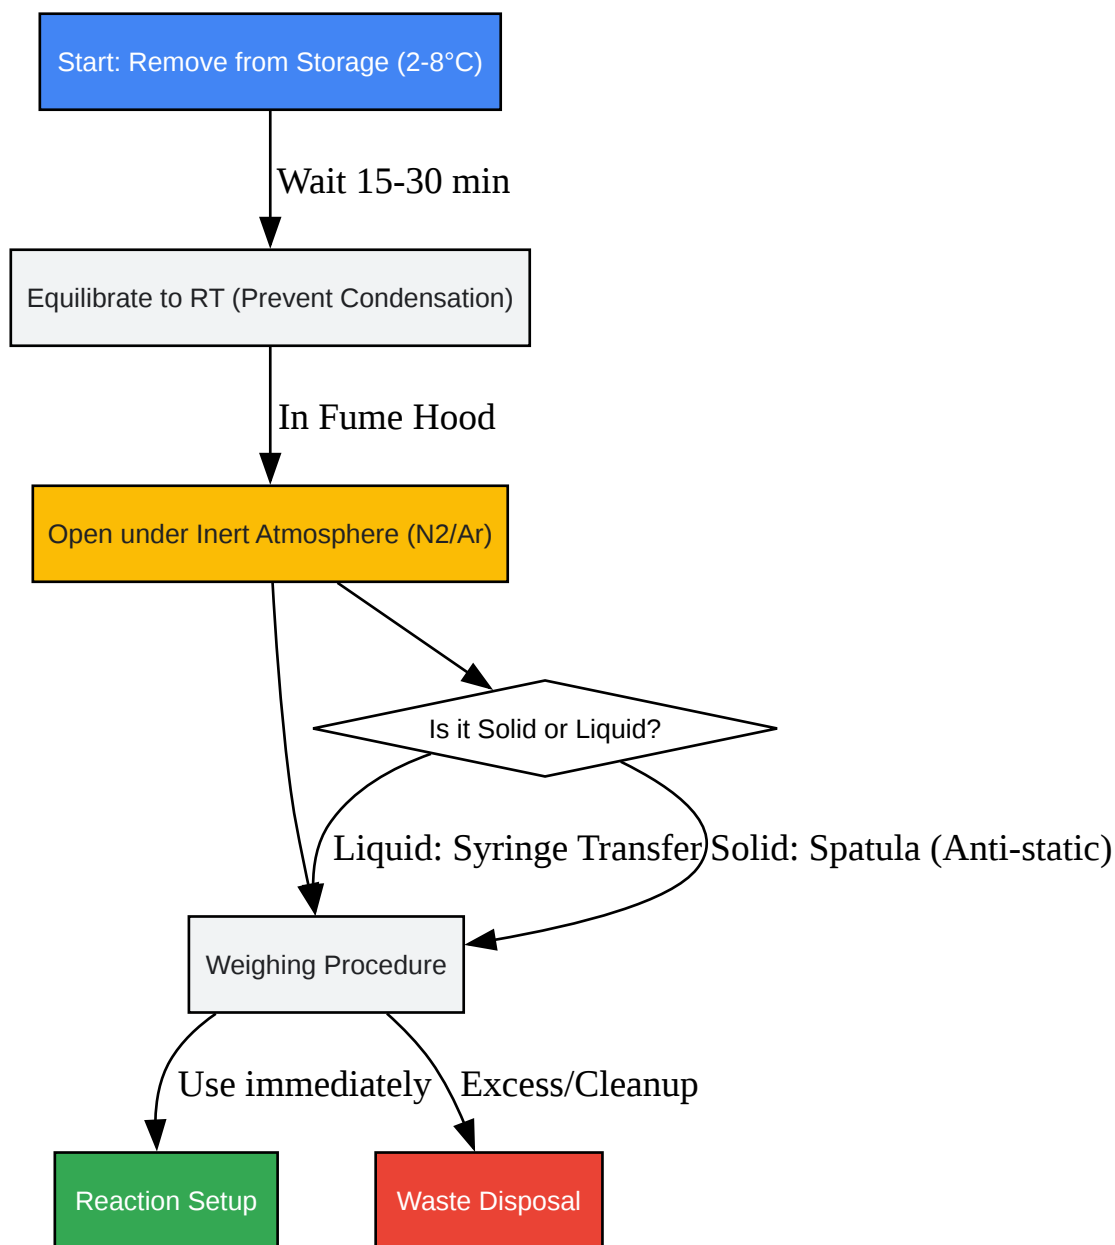 Start: Remove from Storage (2-8°C)
Wait 15-30 min
Equilibrate to RT (Prevent Condensation)
In Fume Hood
Open under Inert Atmosphere (N2/Ar)
Is it Solid or Liquid?
Liquid: Syringe Transfer
Solid: Spatula (Anti-static)
Weighing Procedure
Use immediately
Excess/Cleanup
Reaction Setup
Waste Disposal